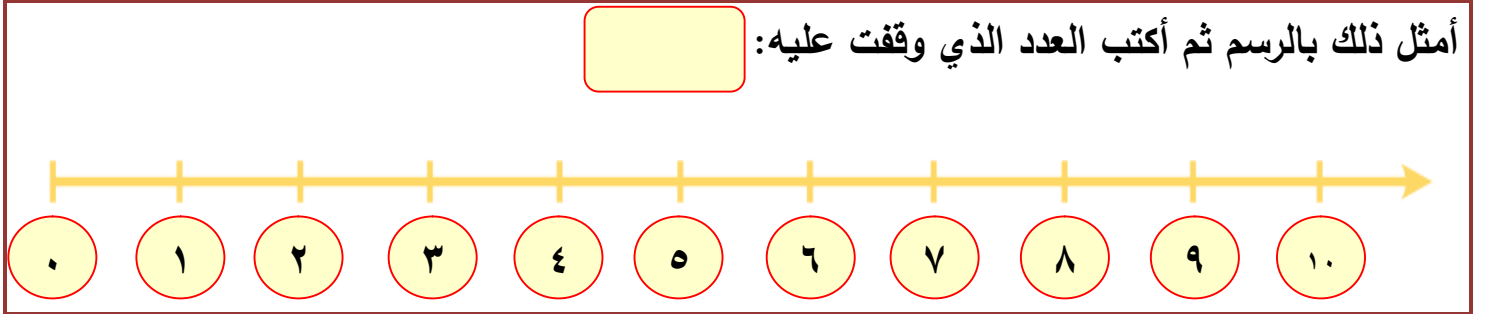 أمثل ذلك بالرسم ثم أكتب العدد الذي وقفت عليه:
٠ ١ ٢ ٣ ٤ ٥ ٦ ٧ ٨ ٩ ١٠